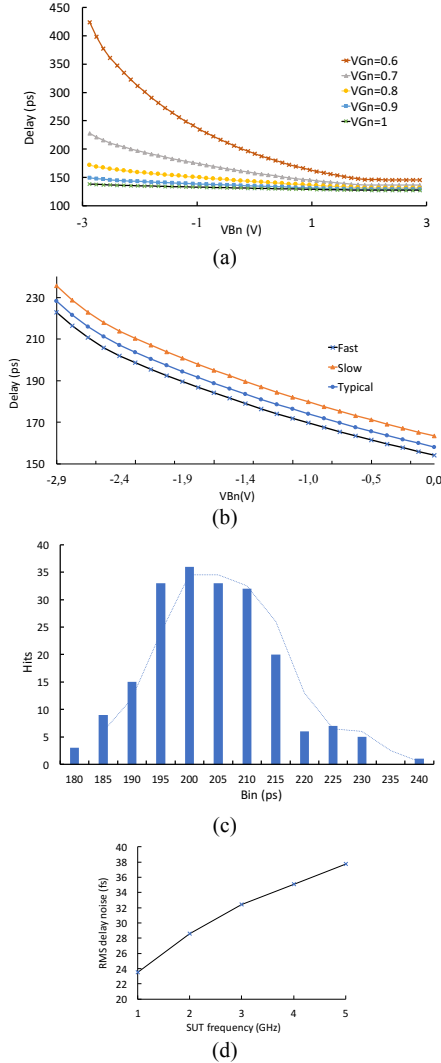 450
400
350
300
250
200
150
100
Delay (ps)
VGn=0.6
VGn=0.7
VGn=0.8
VGn=0.9
VGn=1
-3 -1 1 3
VBn (V)
(a)
230
210
190
170
150
Delay (ps)
Fast
Slow
Typical
-2,9 -2,4 -1,9 -1,4 -1,0 -0,5 0,0
VBn(V)
(b)
40
35
30
25
20
15
10
5
0
Hits
180 185 190 195 200 205 210 215 220 225 230 235 240
Bin (ps)
(c)
40
38
36
34
32
30
28
26
24
22
20
RMS delay noise (fs)
1 2 3 4 5
SUT frequency (GHz)
(d)